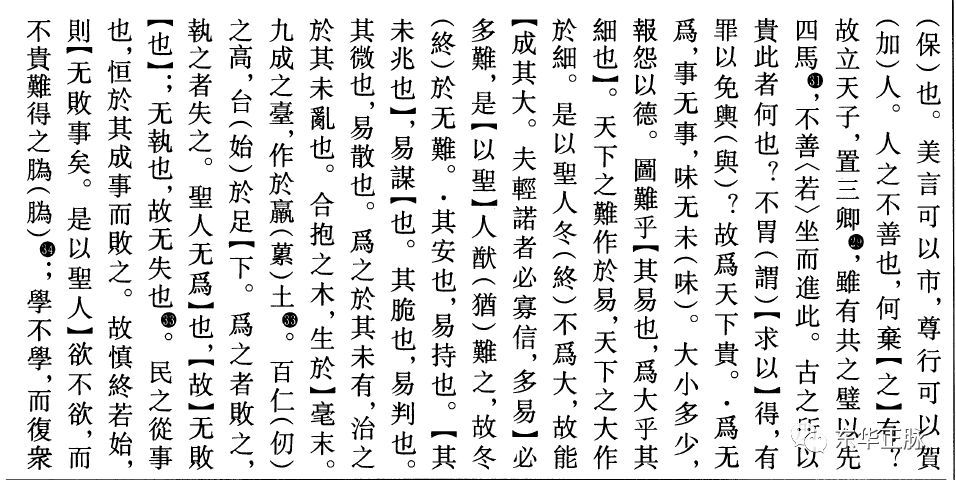 （保）也。美言可以市，尊行可以賀
（加）人。人之不善也，何棄【之】有？
故立天子，置三卿，雖有共之璧以先
四馬㉛，不善〈若〉坐而進此。古之以
貴此者何也？不胃（謂）【求以】得，有
罪以免輿（與）？故爲天下貴。·爲无
爲，事无事，味无未（味）。大小多少，
報怨以德。圖難乎【其易也，爲大乎其
細也】。天下之難作於易，天下之大作
於細。是以聖人冬（終）不爲大，故能
【成其大。夫輕諾者必寡信，多易】必
多難，是【以聖】人猷（猶）難之，故冬
（終）於无難。·其安也，易持也。【其
未兆也】，易謀【也。其脆也，易判也。
其微也，易散也。爲之於其未有，治之
於其未亂也。合抱之木，生於】毫末。
九成之臺，作於羸（蔂）土。百仁（仞）
之高，台（始）於足【下。爲之者敗之，
執之者失之。聖人无爲】也，【故】无敗
【也】；无執也，故无失也。民之從事
也，恒於其成事而敗之。故慎終若始，
則【无敗事矣。是以聖人】欲不欲，而
不貴難得之䐲（䐲）㉞；學不學，而復衆
东华正脉